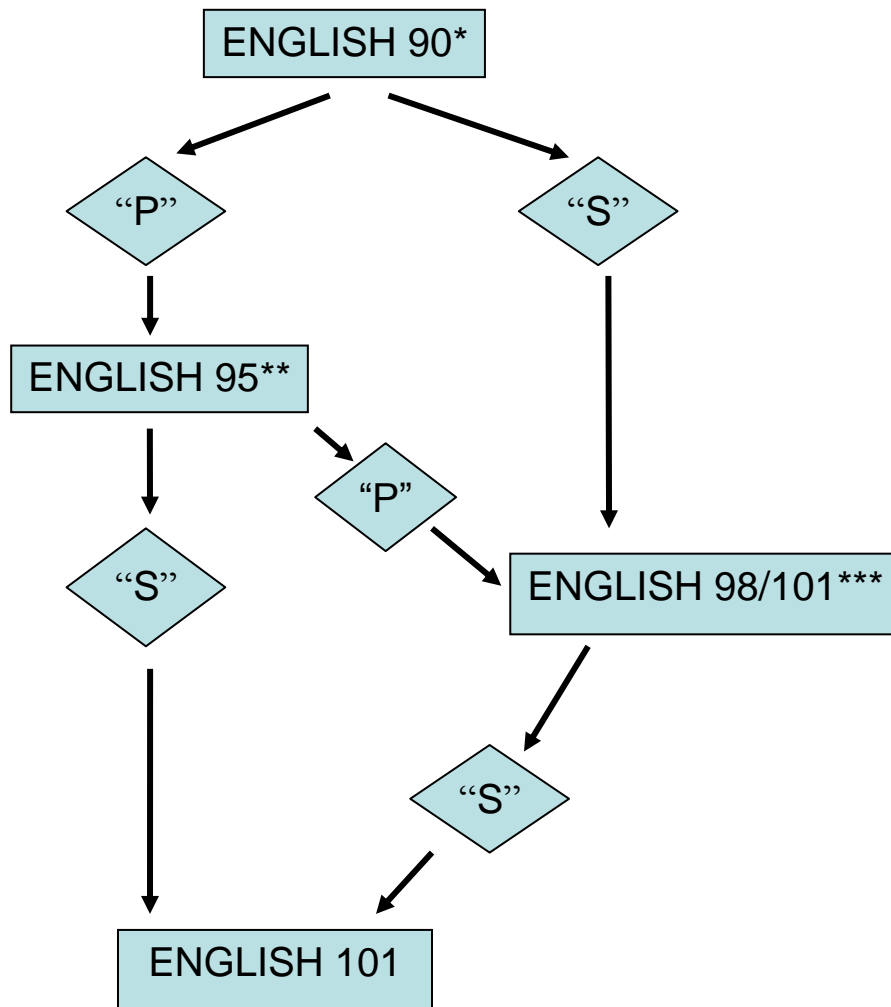 ENGLISH 90*
“P”
“S”
ENGLISH 95**
“P”
“S”
ENGLISH 98/101***
“S”
ENGLISH 101